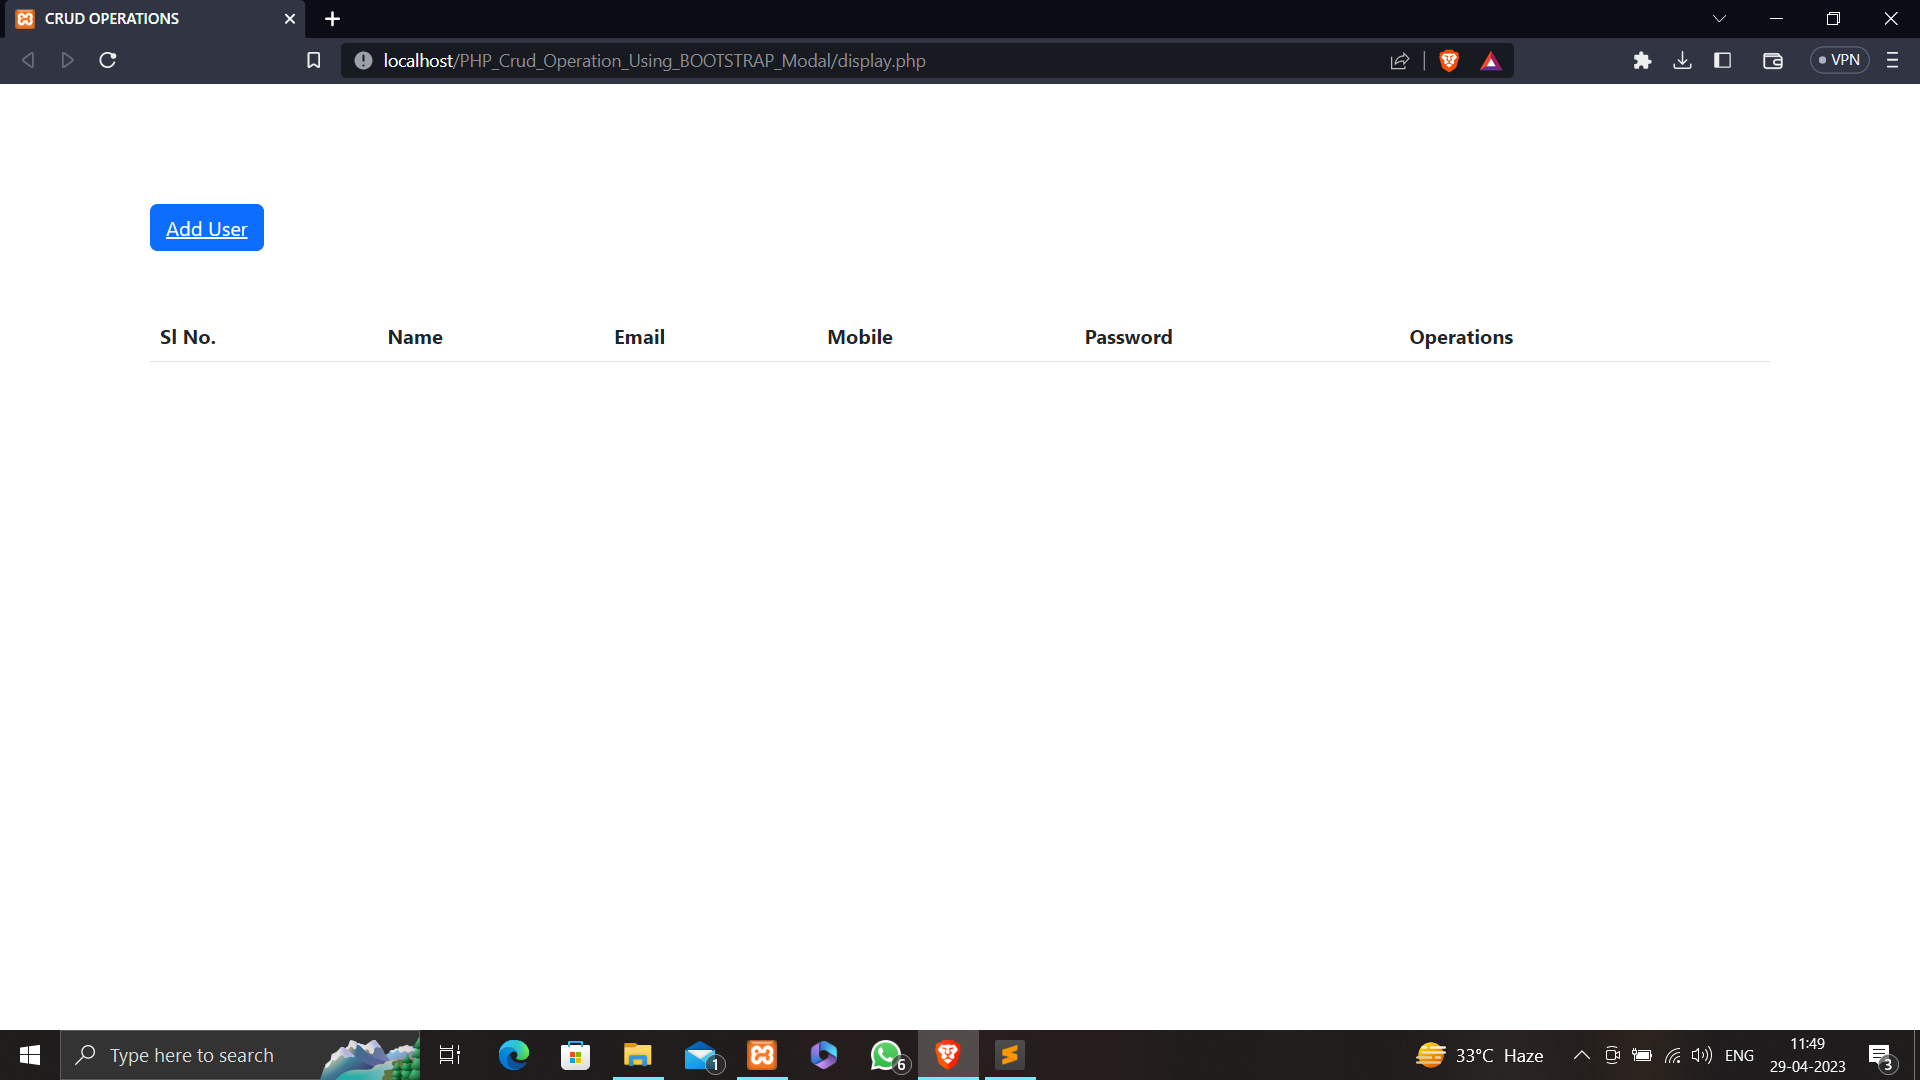 CRUD OPERATIONS
localhost/PHP_Crud_Operation_Using_BOOTSTRAP_Modal/display.php
VPN
Add User
Sl No. Name Email Mobile Password Operations
Type here to search
1
6
33°C Haze
ENG
11:49
29-04-2023
3